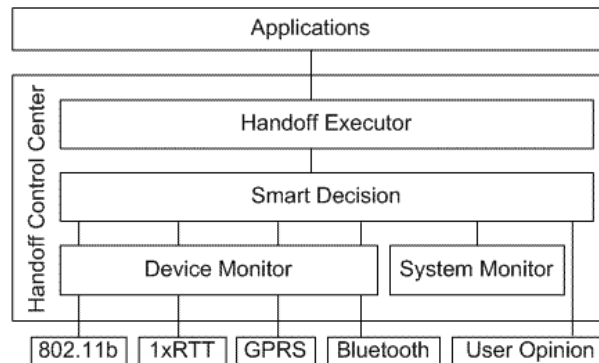 Applications
Handoff Control Center
Handoff Executor
Smart Decision
Device Monitor
System Monitor
802.11b
1xRTT
GPRS
Bluetooth
User Opinion